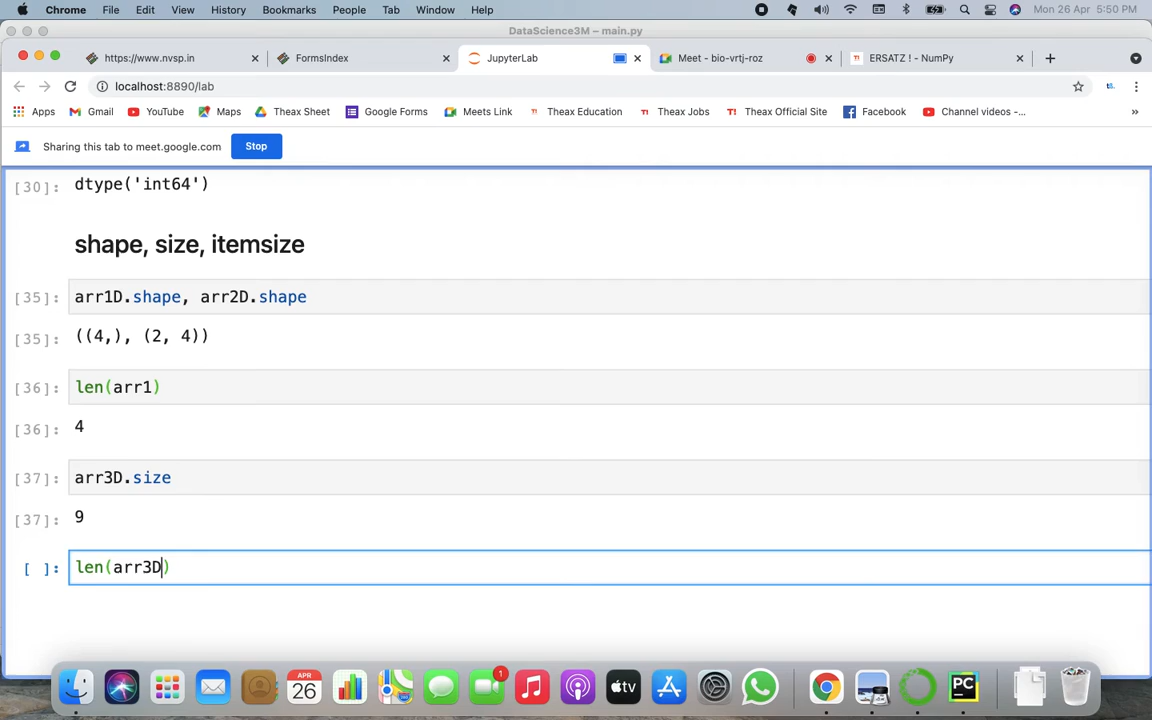 Chrome File Edit View History Bookmarks People Tab Window Help Mon 26 Apr 5:50 PM
DataScience3M – main.py
https://www.nvsp.in FormsIndex JupyterLab Meet - bio-vrtj-roz ERSATZ ! - NumPy
localhost:8890/lab
Apps Gmail YouTube Maps Theax Sheet Google Forms Meets Link Theax Education Theax Jobs Theax Official Site Facebook Channel videos -... »
Sharing this tab to meet.google.com Stop
[30]: dtype('int64')
shape, size, itemsize
[35]: arr1D.shape, arr2D.shape
[35]: ((4,), (2, 4))
[36]: len(arr1)
[36]: 4
[37]: arr3D.size
[37]: 9
[ ]: len(arr3D)
1
APR
26
tv
PC